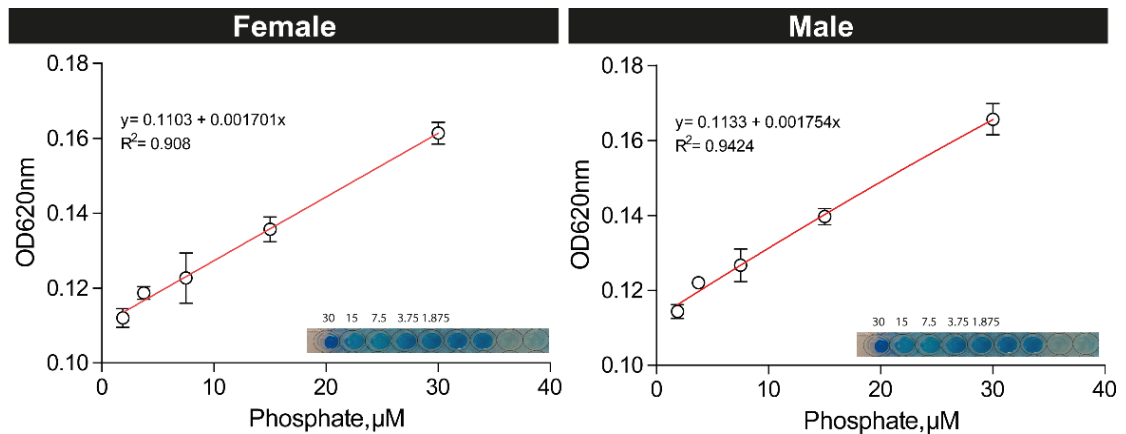 Female
0.18
0.16
0.14
0.12
0.10
OD620nm
y= 0.1103 + 0.001701x
R²= 0.908
30 15 7.5 3.75 1.875
0 10 20 30 40
Phosphate,µM
Male
0.18
0.16
0.14
0.12
0.10
OD620nm
y= 0.1133 + 0.001754x
R²= 0.9424
30 15 7.5 3.75 1.875
0 10 20 30 40
Phosphate,µM